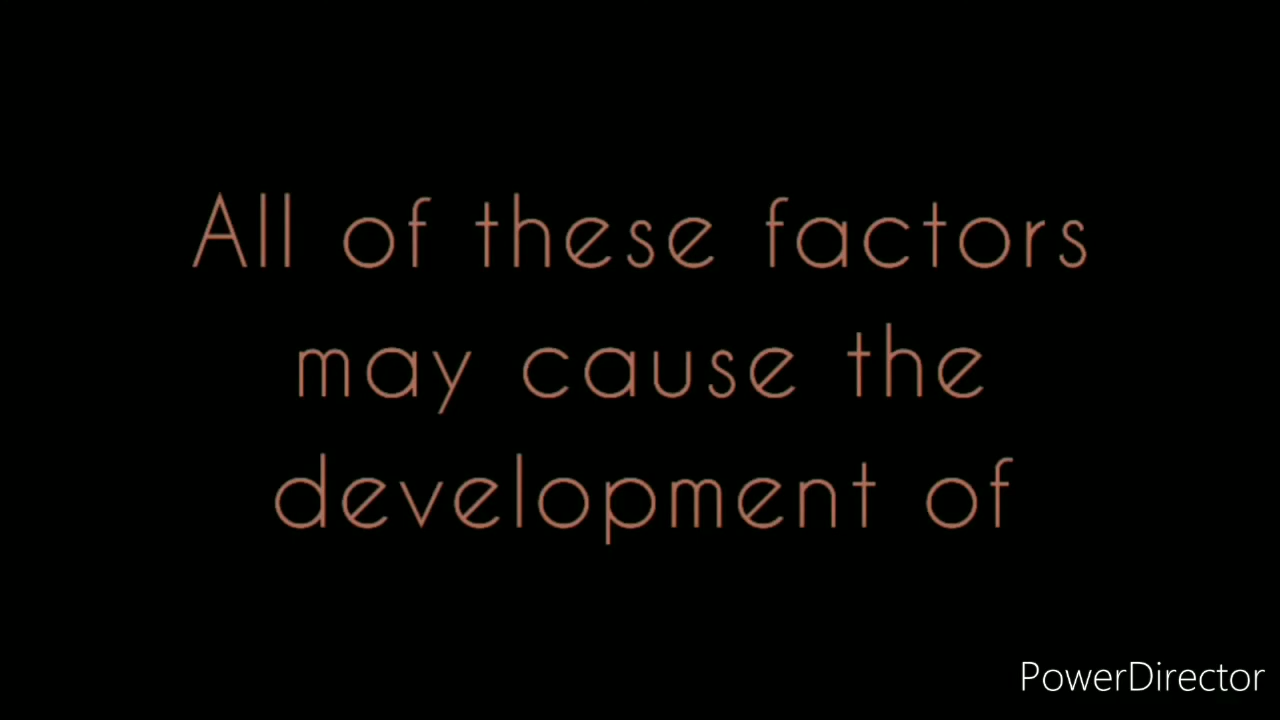 All of these factors
may cause the
development of
PowerDirector